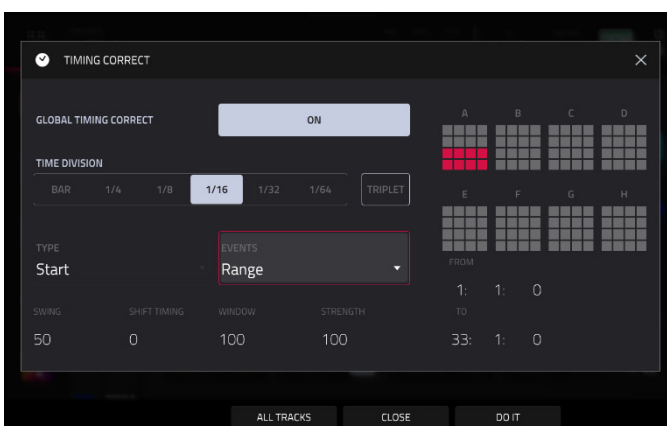 TIMING CORRECT
GLOBAL TIMING CORRECT ON
A B C D
TIME DIVISION
BAR 1/4 1/8 1/16 1/32 1/64 TRIPLET
E F G H
TYPE EVENTS
Start Range
FROM
1: 1: 0
SWING SHIFT TIMING WINDOW STRENGTH TO
50 0 100 100 33: 1: 0
ALL TRACKS CLOSE DO IT